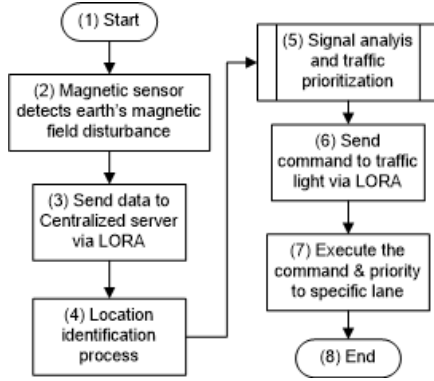 (1) Start
(2) Magnetic sensor
detects earth's magnetic
field disturbance
(3) Send data to
Centralized server
via LORA
(4) Location
identification
process
(5) Signal analyis
and traffic
prioritization
(6) Send
command to traffic
light via LORA
(7) Execute the
command & priority
to specific lane
(8) End